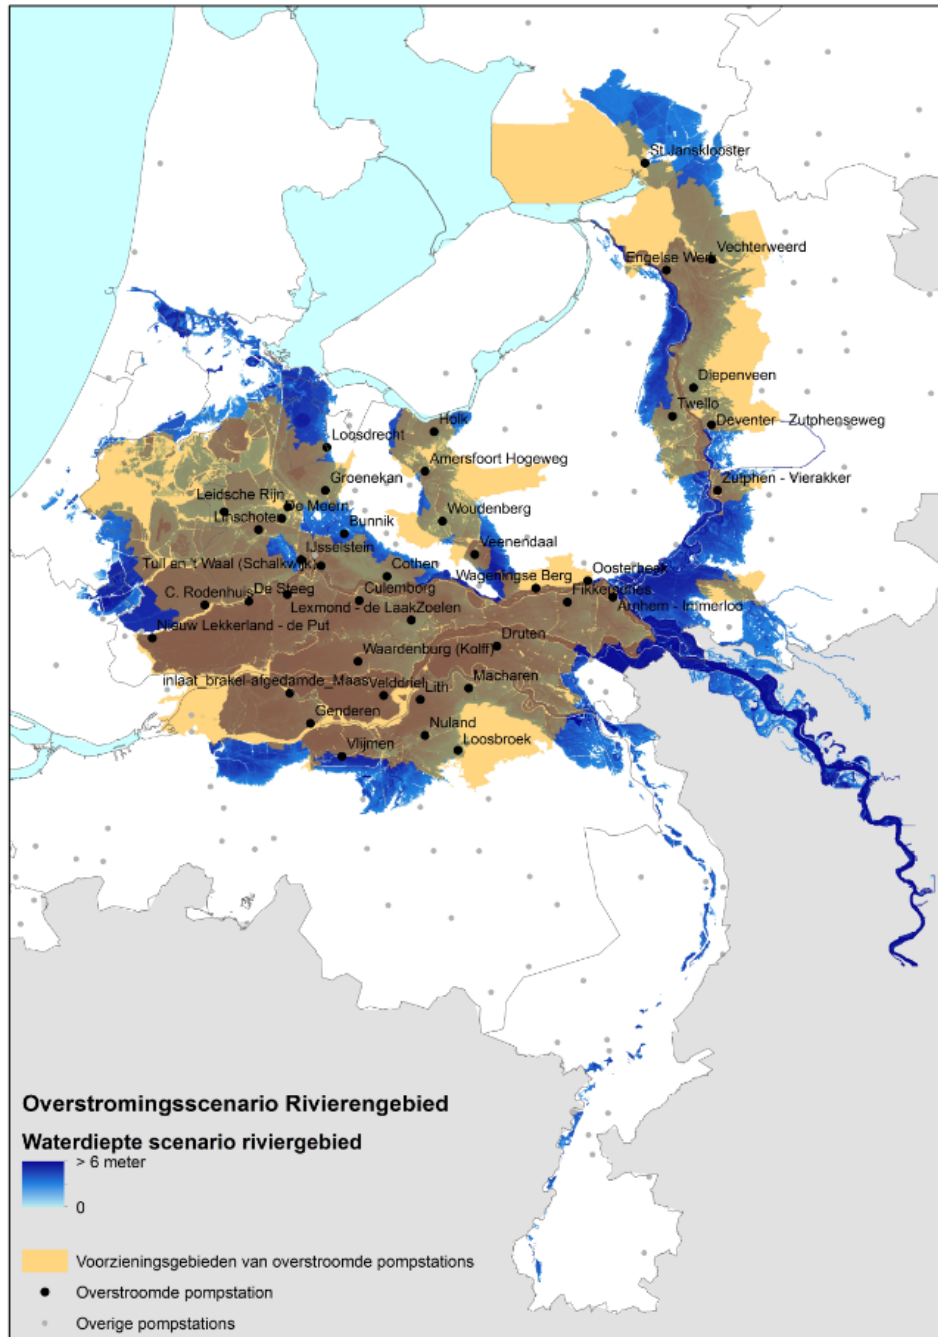 St Jansklooster
Vechterweerd
Engelse Werk
Diepenveen
Twello
Deventer - Zutphenseweg
Holk
Loosdrecht
Amersfoort Hogeweg
Zutphen - Vierakker
Groenekan
Leidsche Rijn
De Meern
Linschoten
Bunnik
Woudenberg
Veenendaal
IJsselstein
Tull en 't Waal (Schalkwijk)
Cothen
Wageningse Berg
Oosterbeek
C. Rodenhuis
De Steeg
Culemborg
Fikkersches
Lexmond - de Laak
Zoelen
Arnhem - Immerloo
Nieuw Lekkerland - de Put
Druten
Waardenburg (Kolff)
inlaat_brakel-afgedamde_Maas
Velddriel
Lith
Macharen
Genderen
Nuland
Vlijmen
Loosbroek
Overstromingsscenario Rivierengebied
Waterdiepte scenario riviergebied
> 6 meter
0
Voorzieningsgebieden van overstroomde pompstations
Overstroomde pompstation
Overige pompstations